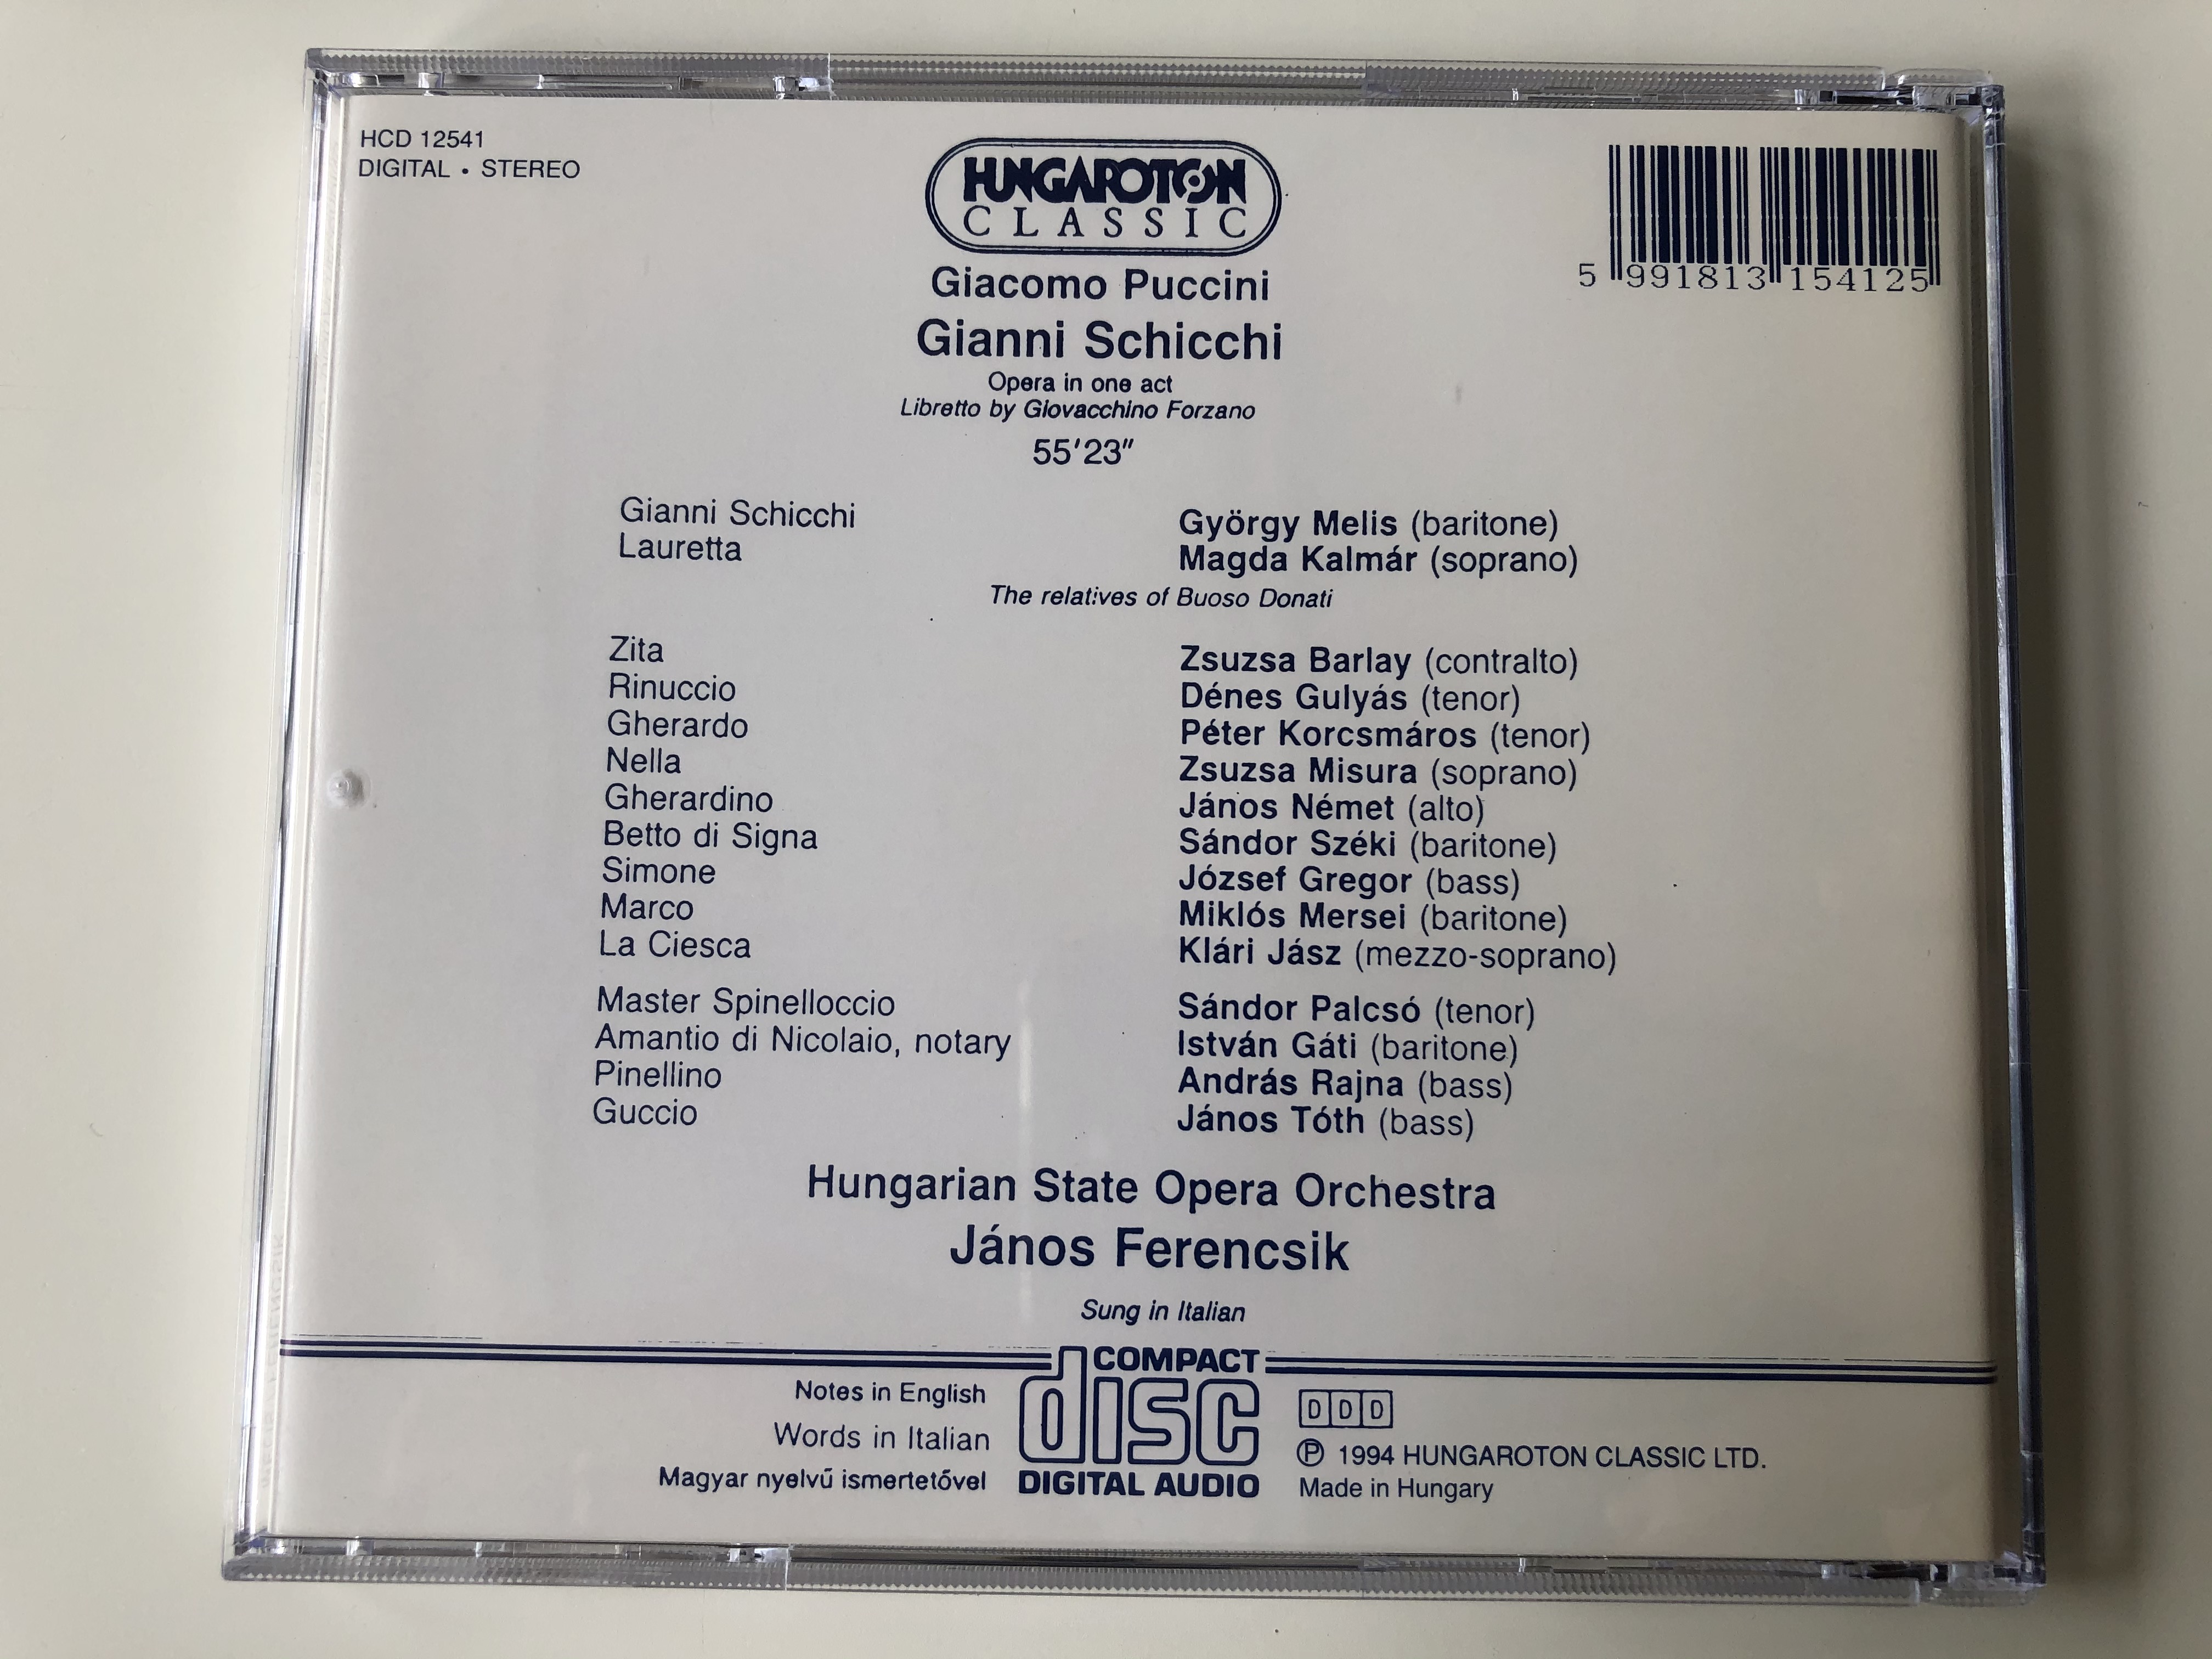 HCD 12541
DIGITAL • STEREO
HUNGAROTON
CLASSIC
5 991813 154125
Giacomo Puccini
Gianni Schicchi
Opera in one act
Libretto by Giovacchino Forzano
55'23"
Gianni Schicchi György Melis (baritone)
Lauretta Magda Kalmár (soprano)
The relatives of Buoso Donati
Zita Zsuzsa Barlay (contralto)
Rinuccio Dénes Gulyás (tenor)
Gherardo Péter Korcsmáros (tenor)
Nella Zsuzsa Misura (soprano)
Gherardino János Német (alto)
Betto di Signa Sándor Széki (baritone)
Simone József Gregor (bass)
Marco Miklós Mersei (baritone)
La Ciesca Klári Jász (mezzo-soprano)
Master Spinelloccio Sándor Palcsó (tenor)
Amantio di Nicolaio, notary István Gáti (baritone)
Pinellino András Rajna (bass)
Guccio János Tóth (bass)
Hungarian State Opera Orchestra
János Ferencsik
Sung in Italian
Notes in English
Words in Italian
Magyar nyelvű ismertetővel
COMPACT
disc
DIGITAL AUDIO
DDD
℗ 1994 HUNGAROTON CLASSIC LTD.
Made in Hungary